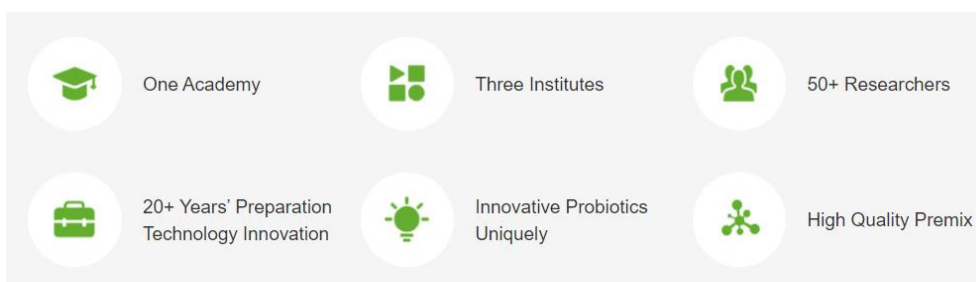 One Academy
Three Institutes
50+ Researchers
20+ Years’ Preparation
Technology Innovation
Innovative Probiotics
Uniquely
High Quality Premix